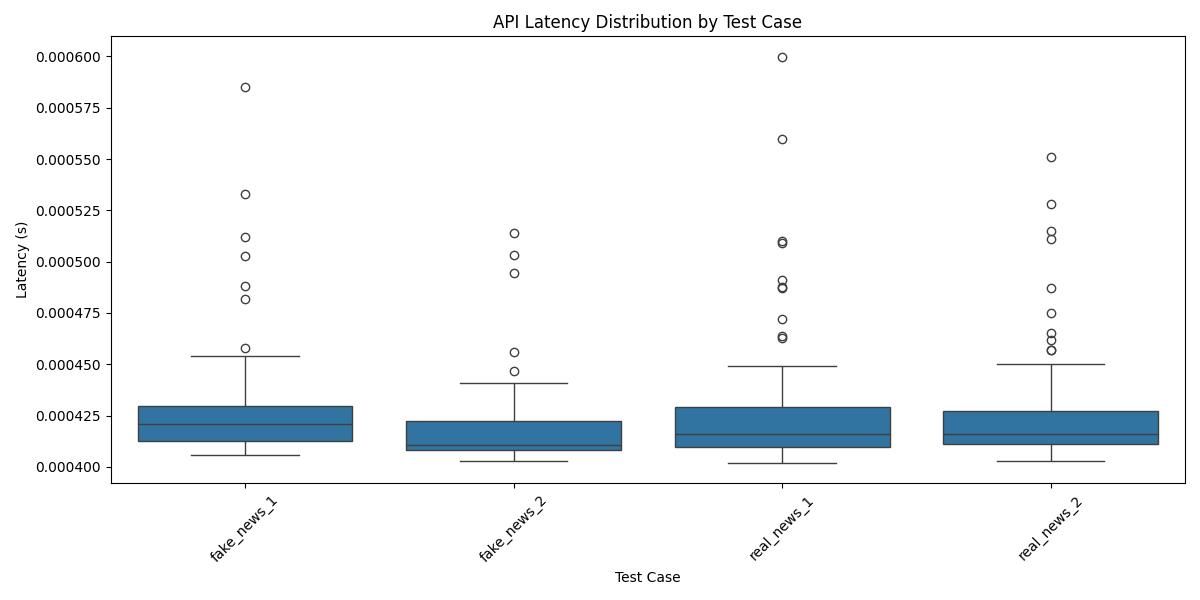 API Latency Distribution by Test Case
0.000600
0.000575
0.000550
0.000525
0.000500
0.000475
0.000450
0.000425
0.000400
Latency (s)
fake_news_1
fake_news_2
real_news_1
real_news_2
Test Case